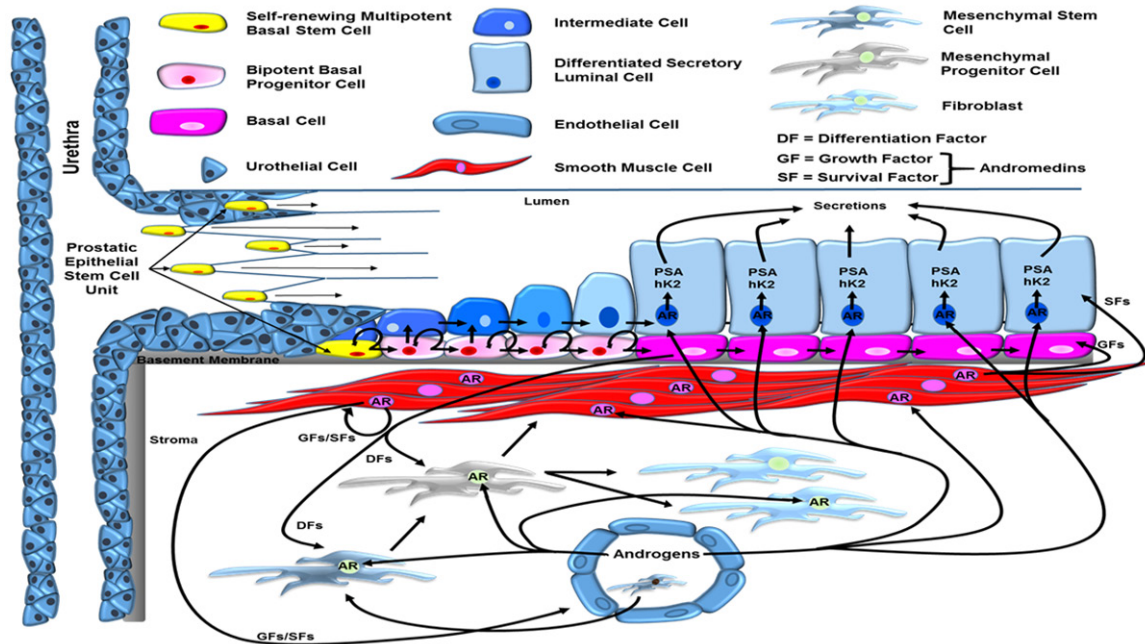 Self-renewing Multipotent
Basal Stem Cell
Bipotent Basal
Progenitor Cell
Basal Cell
Urothelial Cell
Intermediate Cell
Differentiated Secretory
Luminal Cell
Endothelial Cell
Smooth Muscle Cell
Mesenchymal Stem
Cell
Mesenchymal
Progenitor Cell
Fibroblast
DF = Differentiation Factor
GF = Growth Factor
SF = Survival Factor
Andromedins
Urethra
Lumen
Secretions
Prostatic
Epithelial
Stem Cell
Unit
PSA
hK2
PSA
hK2
PSA
hK2
PSA
hK2
PSA
hK2
AR
AR
AR
AR
AR
SFs
GFs
Basement Membrane
AR
AR
AR
AR
AR
Stroma
GFs/SFs
DFs
AR
AR
DFs
AR
Androgens
GFs/SFs